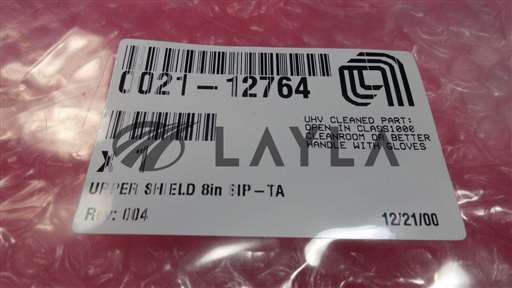 0021-12764
UHV CLEANED PART:
OPEN IN CLASS1000
CLEANROOM OR BETTER
HANDLE WITH GLOVES
X 1
LAYLA
UPPER SHIELD 8in SIP-TA
Rev: 004
12/21/00